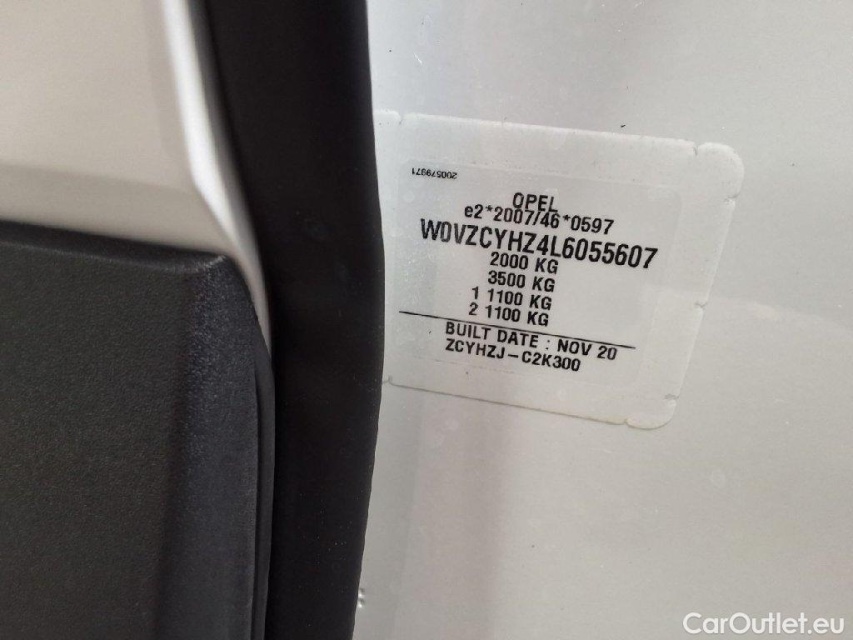 200579971
OPEL
e2*2007/46*0597
W0VZCYHZ4L6055607
2000 KG
3500 KG
1 1100 KG
2 1100 KG
BUILT DATE : NOV 20
ZCYHZJ-C2K300
CarOutlet.eu